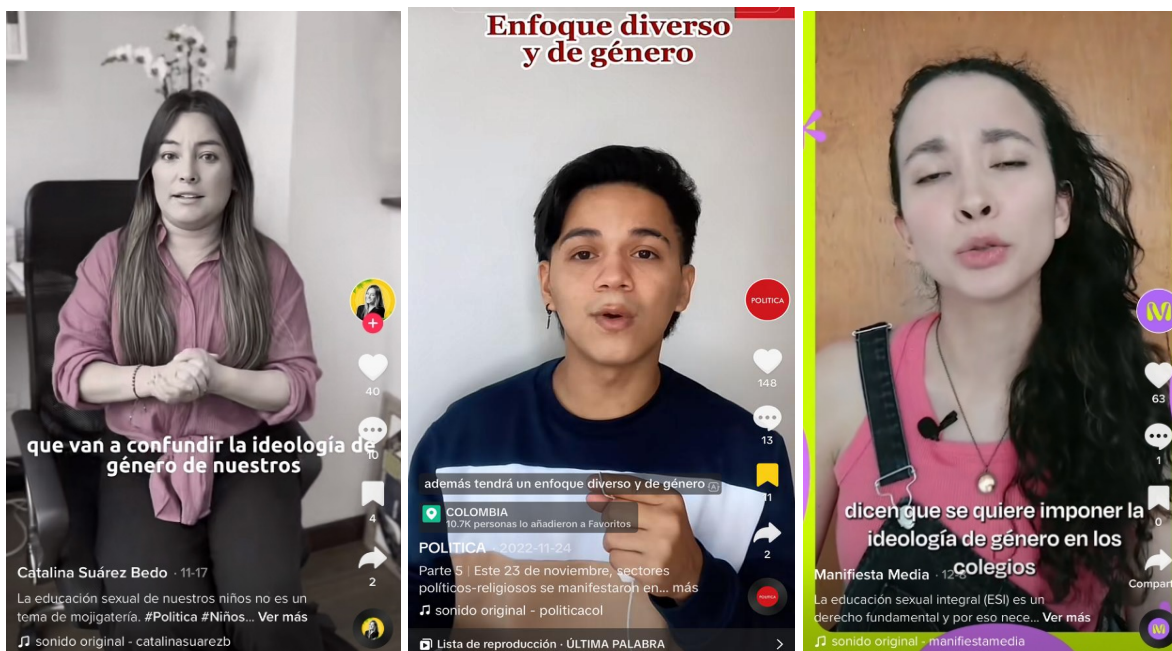 que van a confundir la ideología de
género de nuestros
40
10
4
2
Catalina Suárez Bedo · 11-17
La educación sexual de nuestros niños no es un
tema de mojigatería. #Politica #Niños... Ver más
sonido original - catalinasuarezb
Enfoque diverso
y de género
POLITICA
148
13
11
2
además tendrá un enfoque diverso y de género
COLOMBIA
10.7K personas lo añadieron a Favoritos
POLITICA · 2022-11-24
Parte 5 | Este 23 de noviembre, sectores
políticos-religiosos se manifestaron en... más
POLITICA
sonido original - politicacol
Lista de reproducción · ÚLTIMA PALABRA
63
1
0
dicen que se quiere imponer la
ideología de género en los
colegios
Compart
Manifiesta Media
La educación sexual integral (ESI) es un
derecho fundamental y por eso nece... Ver más
sonido original - manifiestamedia